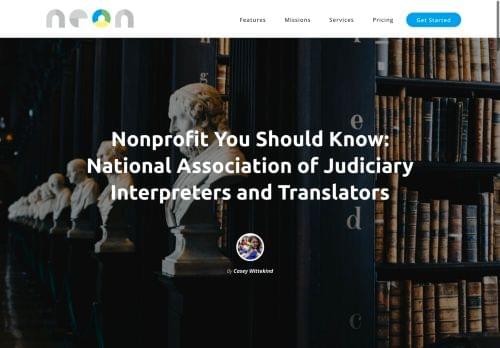 neon
Features
Missions
Services
Pricing
Get Started
Nonprofit You Should Know:
National Association of Judiciary
Interpreters and Translators
By Casey Wittekind
e
d
c